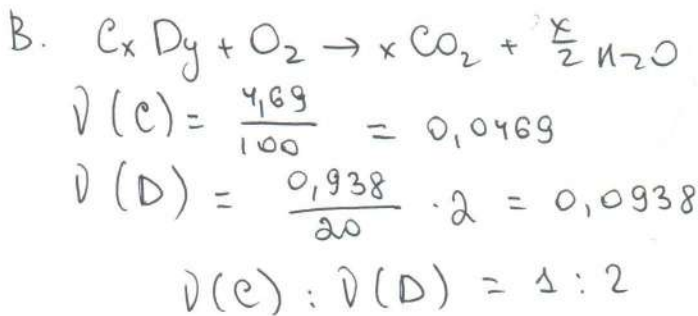 В. CxDy + O2 → xCO2 + x/2 H2O
ν(C) = 4,69/100 = 0,0469
ν(D) = 0,938/20 · 2 = 0,0938
ν(C) : ν(D) = 1 : 2